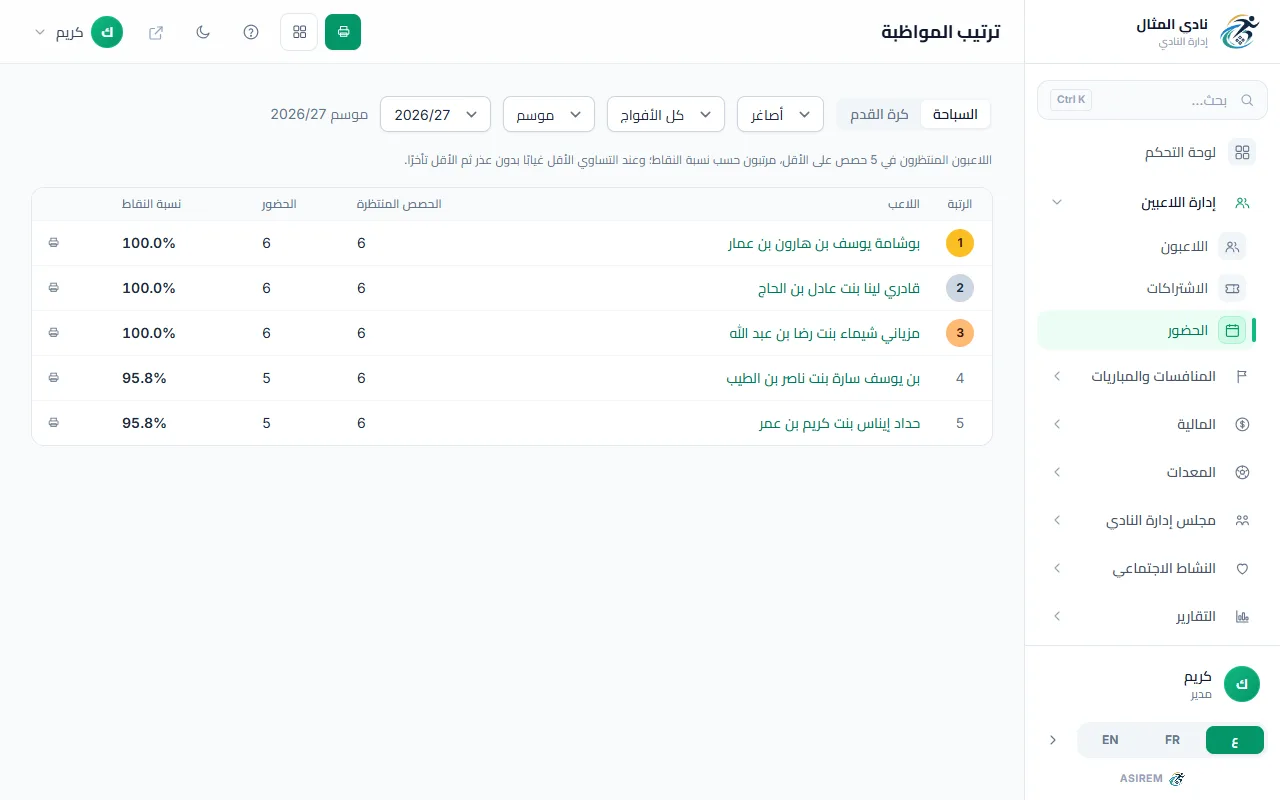 نادي المثال
إدارة النادي
بحث...
Ctrl K
لوحة التحكم
إدارة اللاعبين
اللاعبون
الاشتراكات
الحضور
المنافسات والمباريات
المالية
المعدات
مجلس إدارة النادي
النشاط الاجتماعي
التقارير
ك
كريم
مدير
ع
FR
EN
ASIREM
ترتيب المواظبة
ك
كريم
السباحة
كرة القدم
أصاغر
كل الأفواج
موسم
2026/27
موسم 2026/27
اللاعبون المنتظرون في 5 حصص على الأقل، مرتبون حسب نسبة النقاط؛ وعند التساوي الأقل غيابًا بدون عذر ثم الأقل تأخرًا.
الرتبة اللاعب الحصص المنتظرة الحضور نسبة النقاط
1 بوشامة يوسف بن هارون بن عمار 6 6 100.0%
2 قادري لينا بنت عادل بن الحاج 6 6 100.0%
3 مزياني شيماء بنت رضا بن عبد الله 6 6 100.0%
4 بن يوسف سارة بنت ناصر بن الطيب 6 5 95.8%
5 حداد إيناس بنت كريم بن عمر 6 5 95.8%